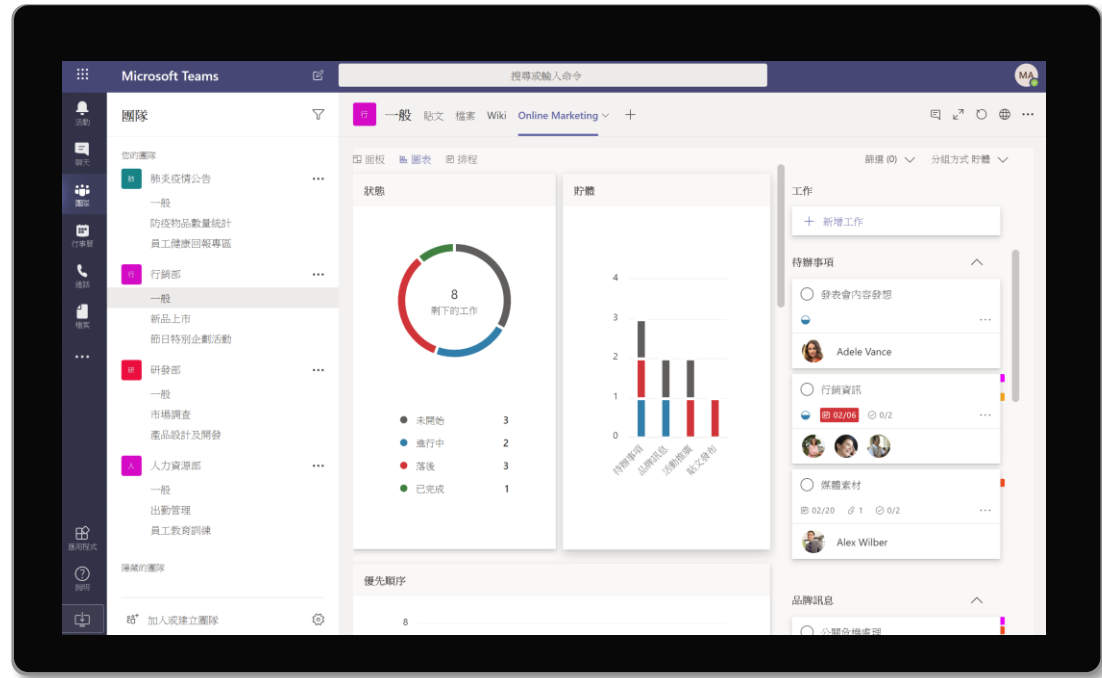 Microsoft Teams
搜尋或輸入命令
MA
活動
聊天
團隊
行事曆
通話
檔案
應用程式
說明
團隊
您的團隊
肺 肺炎疫情公告
一般
防疫物品數量統計
員工健康回報專區
行 行銷部
一般
新品上市
節日特別企劃活動
研 研發部
一般
市場調查
產品設計及開發
人 人力資源部
一般
出勤管理
員工教育訓練
隱藏的團隊
加入或建立團隊
行 一般 貼文 檔案 Wiki Online Marketing
面板 圖表 排程
篩選 (0) 分組方式 貯體
狀態
8
剩下的工作
未開始 3
進行中 2
落後 3
已完成 1
貯體
4
3
2
1
0
待辦事項
品牌訊息
活動推廣
貼文發布
優先順序
8
工作
新增工作
待辦事項
發表會內容發想
Adele Vance
行銷資訊
02/06 0/2
媒體素材
02/20 1 0/2
Alex Wilber
品牌訊息
公關危機處理